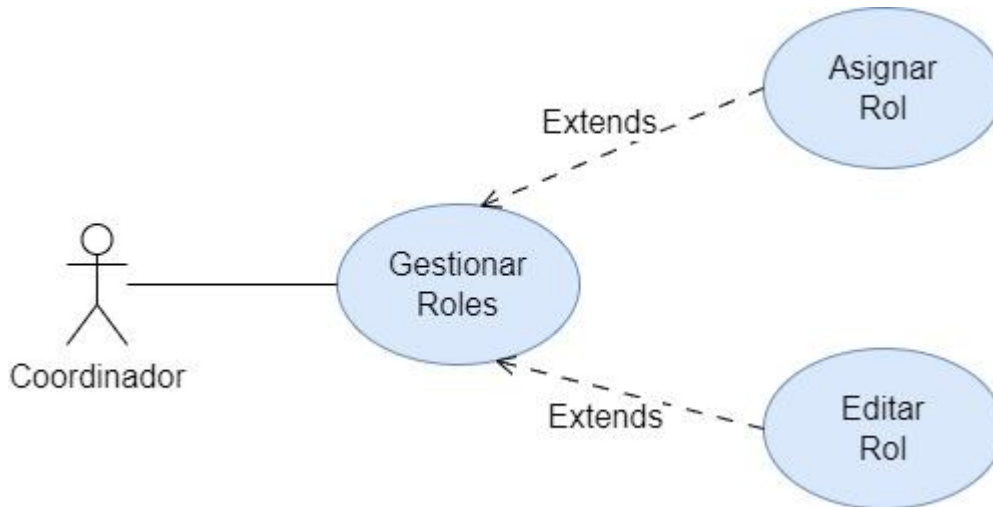 Asignar
Rol
Extends
Gestionar
Roles
Coordinador
Extends
Editar
Rol